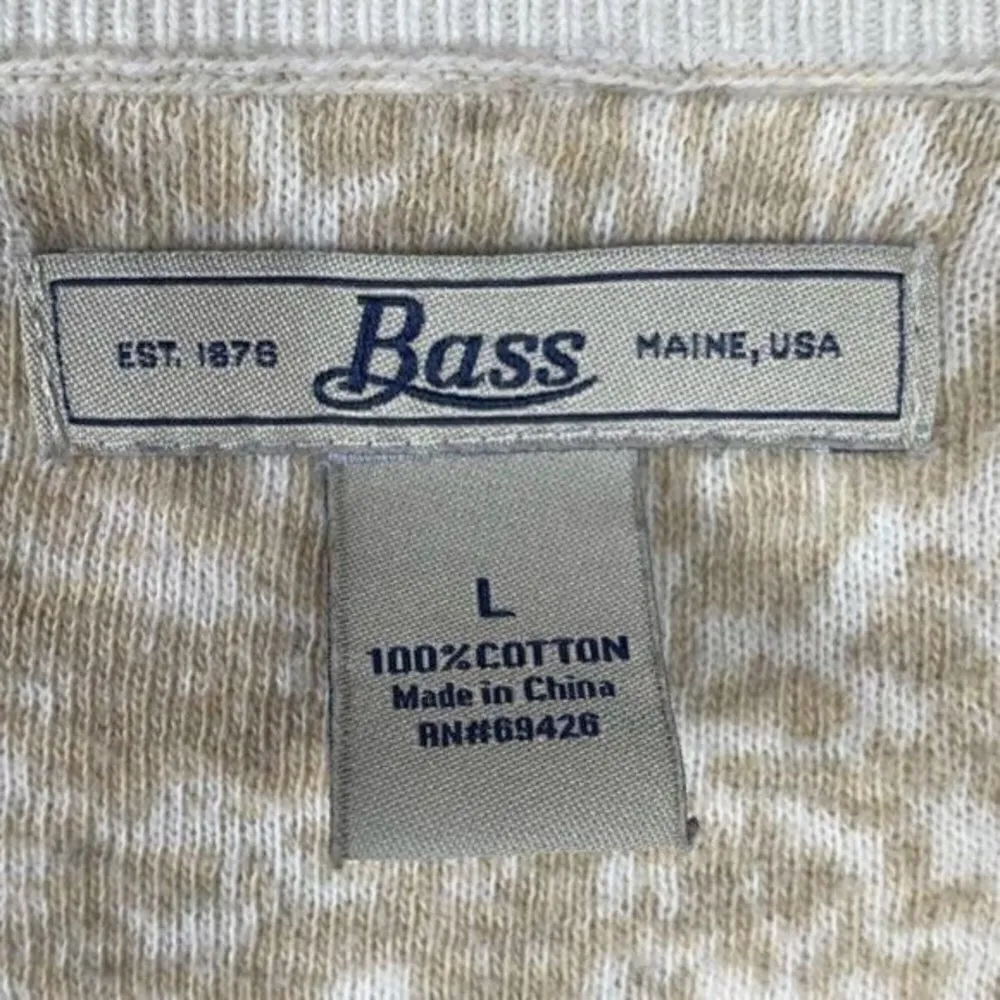 EST. 1876 Bass MAINE, USA
L
100% COTTON
Made in China
RN#69426